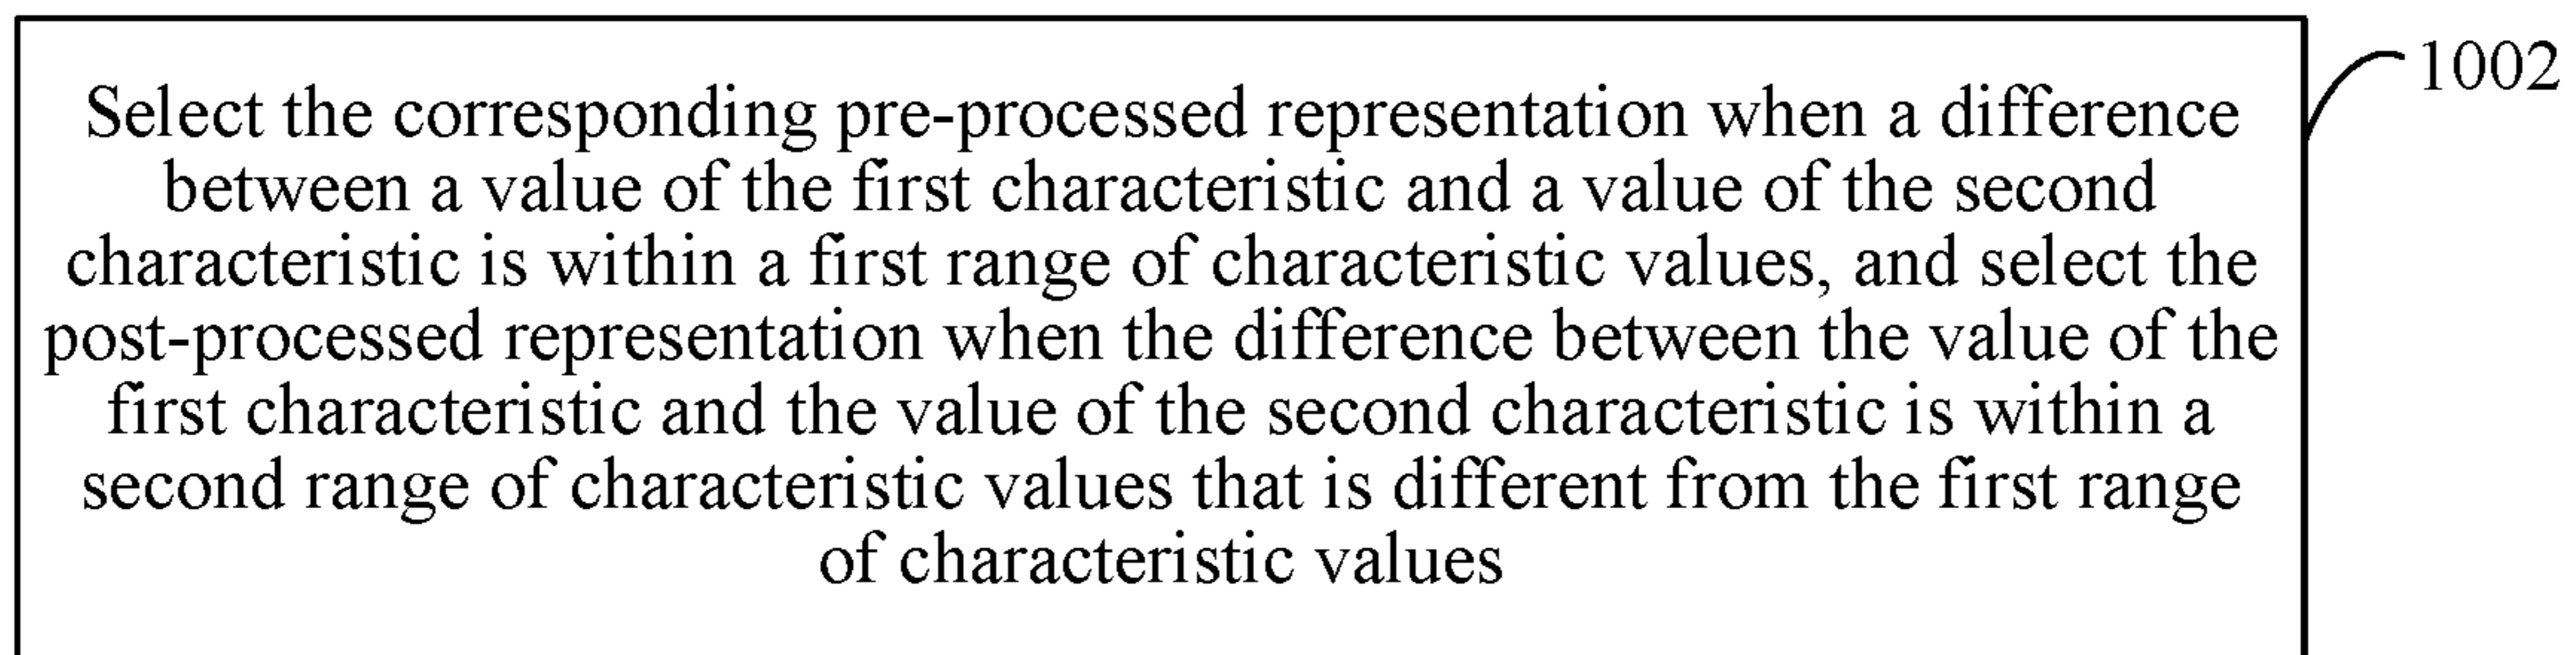 Select the corresponding pre-processed representation when a difference
between a value of the first characteristic and a value of the second
characteristic is within a first range of characteristic values, and select the
post-processed representation when the difference between the value of the
first characteristic and the value of the second characteristic is within a
second range of characteristic values that is different from the first range
of characteristic values
1002